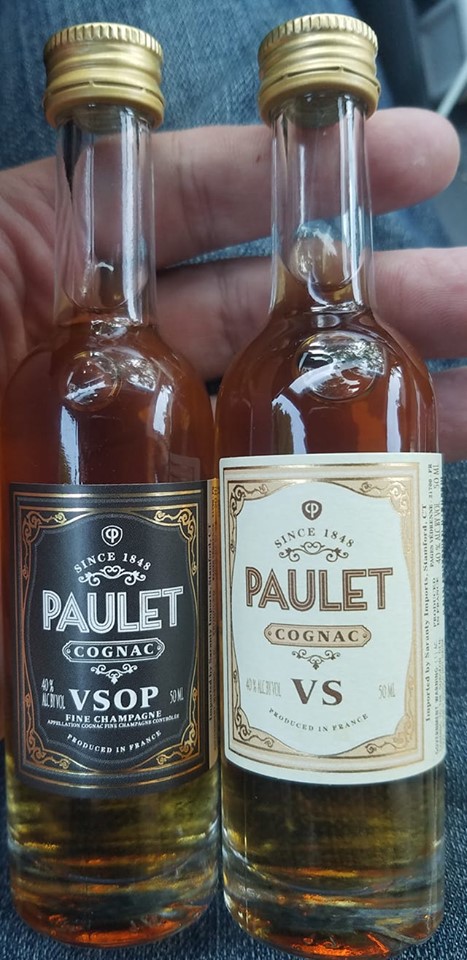 SINCE 1848
PAULET
COGNAC
40%
ALC BY VOL
VSOP
50 ML
FINE CHAMPAGNE
APPELLATION COGNAC FINE CHAMPAGNE CONTRÔLÉE
PRODUCED IN FRANCE
SINCE 1848
PAULET
COGNAC
40% ALC BY VOL
VS
50 ML
PRODUCED IN FRANCE
Imported by Saranty Imports, Stamford, CT
GOVERNMENT WARNING